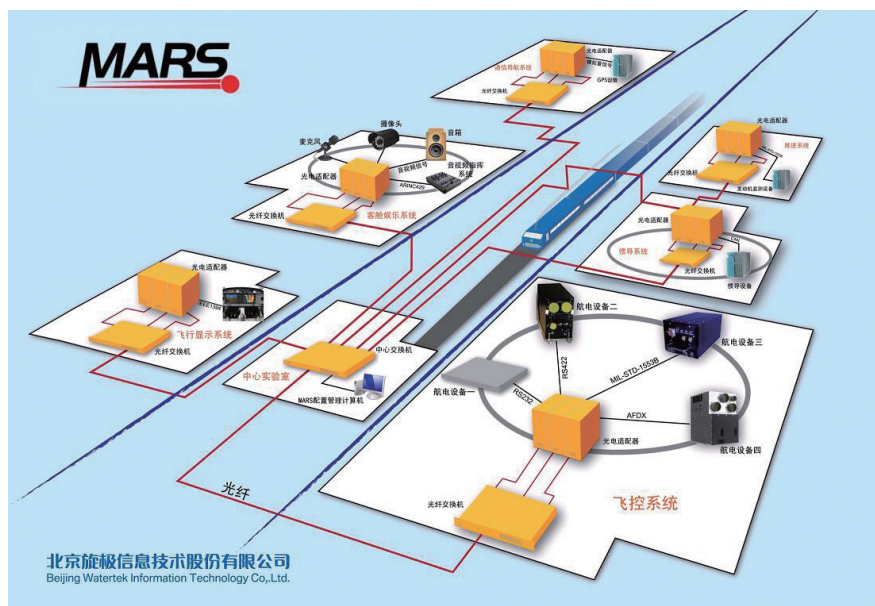 MARS
光电适配器
通信导航系统
模拟量信号
GPS设备
光纤交换机
摄像头
音箱
麦克风
音视频信号
音视频指挥
系统
光电适配器
ARINC429
光纤交换机
客舱娱乐系统
光电适配器
推进系统
光纤交换机
发动机监测设备
光电适配器
惯导系统
CAN
光纤交换机
惯导设备
光电适配器
IEEE1394
飞行显示系统
光纤交换机
中心交换机
中心实验室
MARS配置管理计算机
航电设备二
航电设备三
RS422
MIL-STD-1553B
航电设备一
RS232
AFDX
光电适配器
航电设备四
光纤交换机
飞控系统
光纤
北京旋极信息技术股份有限公司
Beijing Watertek Information Technology Co,.Ltd.